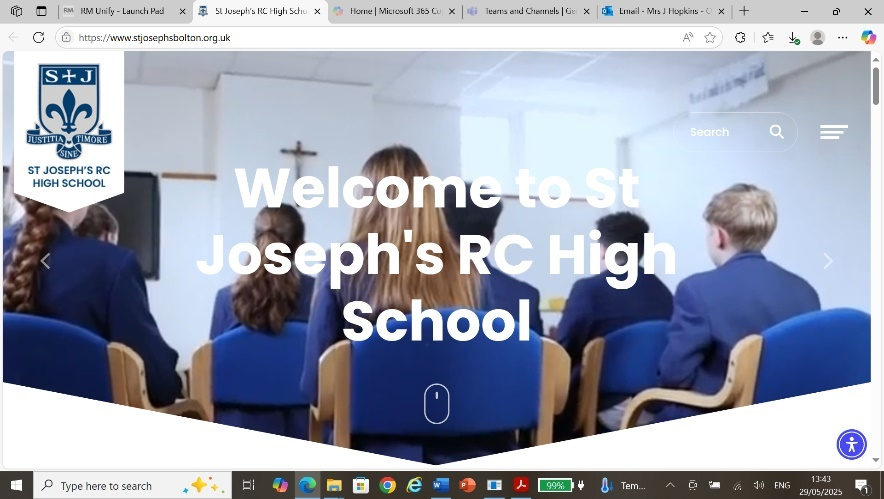 RM Unify - Launch Pad
St Joseph's RC High Schoo
Home | Microsoft 365 Co
Teams and Channels | Ge
Email - Mrs J Hopkins - O
https://www.stjosephsbolton.org.uk
S+J
JUSTITIA TIMORE
SINE
ST JOSEPH'S RC
HIGH SCHOOL
Search
Welcome to St
Joseph's RC High
School
Type here to search
99%
Tem...
ENG
13:43
29/05/2025